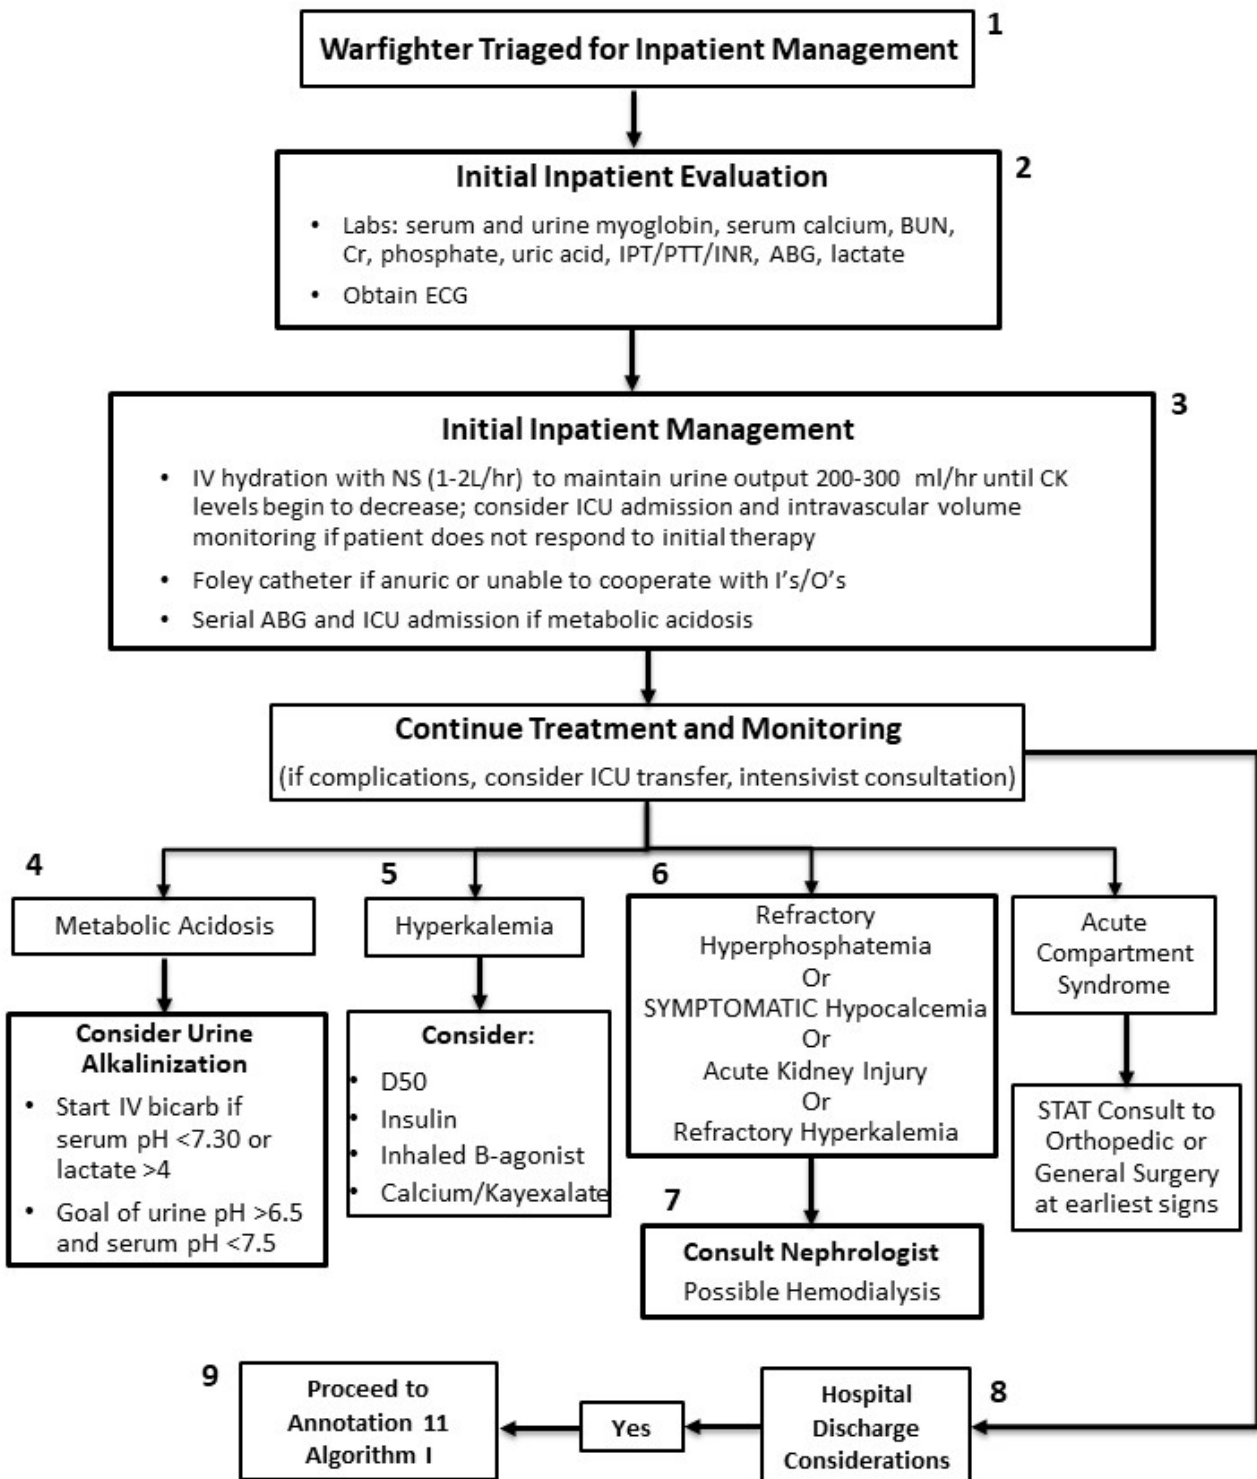 Warfighter Triaged for Inpatient Management
1
Initial Inpatient Evaluation
2
• Labs: serum and urine myoglobin, serum calcium, BUN,
Cr, phosphate, uric acid, IPT/PTT/INR, ABG, lactate
• Obtain ECG
3
Initial Inpatient Management
• IV hydration with NS (1-2L/hr) to maintain urine output 200-300 ml/hr until CK
levels begin to decrease; consider ICU admission and intravascular volume
monitoring if patient does not respond to initial therapy
• Foley catheter if anuric or unable to cooperate with I's/O's
• Serial ABG and ICU admission if metabolic acidosis
Continue Treatment and Monitoring
(if complications, consider ICU transfer, intensivist consultation)
4
Metabolic Acidosis
Consider Urine
Alkalinization
• Start IV bicarb if
serum pH <7.30 or
lactate >4
• Goal of urine pH >6.5
and serum pH <7.5
5
Hyperkalemia
Consider:
• D50
• Insulin
• Inhaled B-agonist
• Calcium/Kayexalate
6
Refractory
Hyperphosphatemia
Or
SYMPTOMATIC Hypocalcemia
Or
Acute Kidney Injury
Or
Refractory Hyperkalemia
7
Consult Nephrologist
Possible Hemodialysis
Acute
Compartment
Syndrome
STAT Consult to
Orthopedic or
General Surgery
at earliest signs
8
Hospital
Discharge
Considerations
Yes
9
Proceed to
Annotation 11
Algorithm I